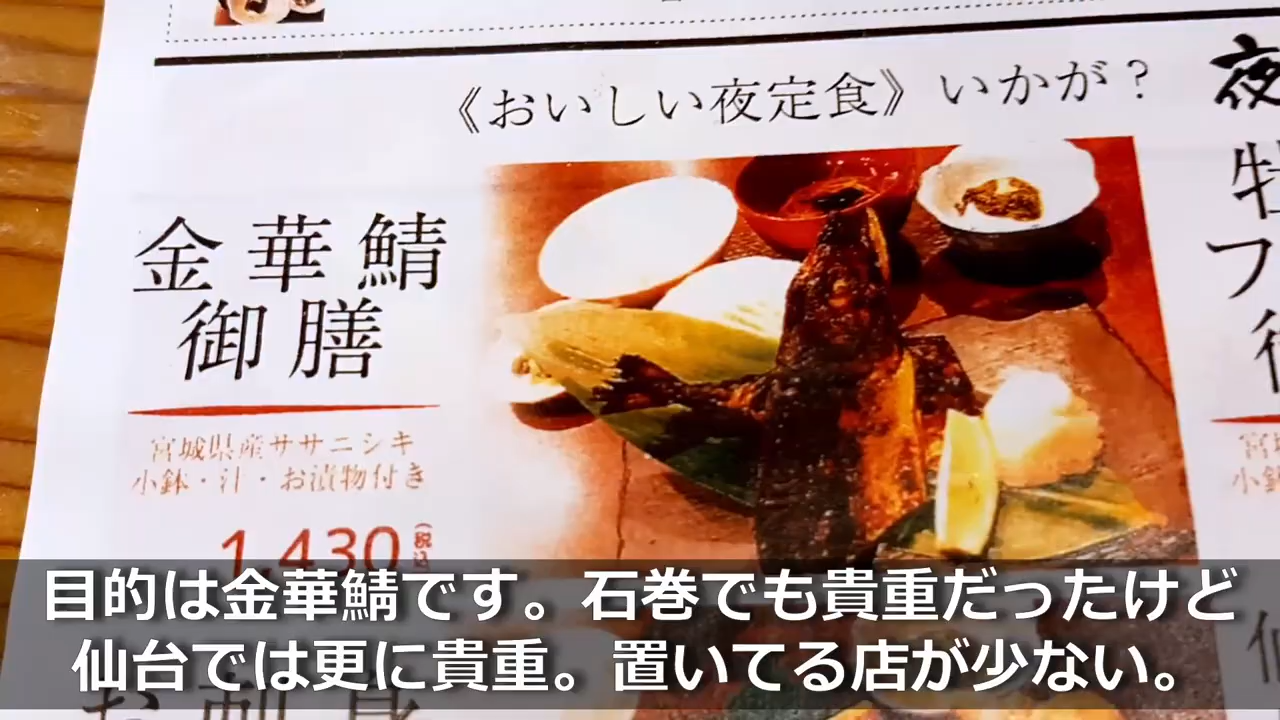 《おいしい夜定食》いかが？
金華鯖
御膳
宮城県産ササニシキ
小鉢・汁・お漬物付き
1,430
夜
目的は金華鯖です。石巻でも貴重だったけど
仙台では更に貴重。置いてる店が少ない。